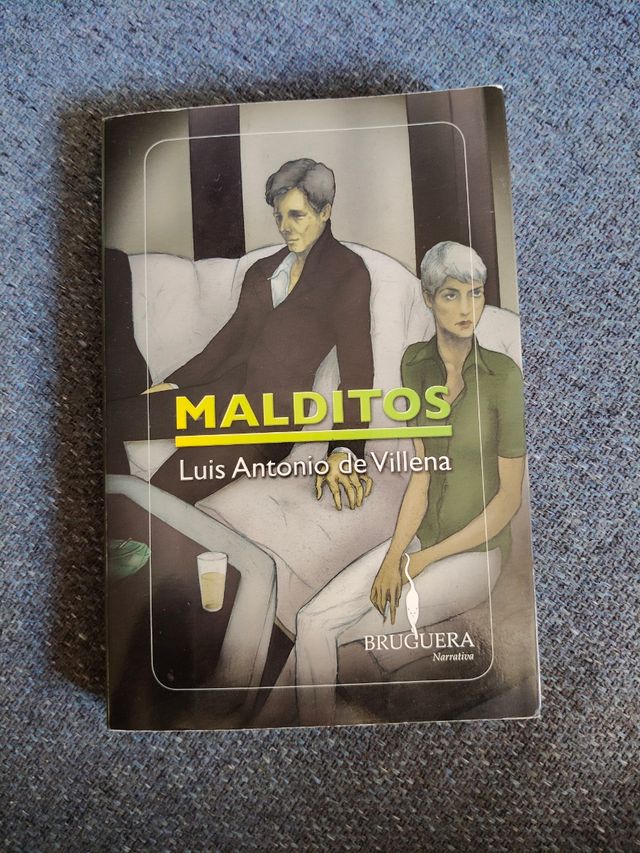 MALDITOS
Luis Antonio de Villena
BRUGUERA
Narrativa